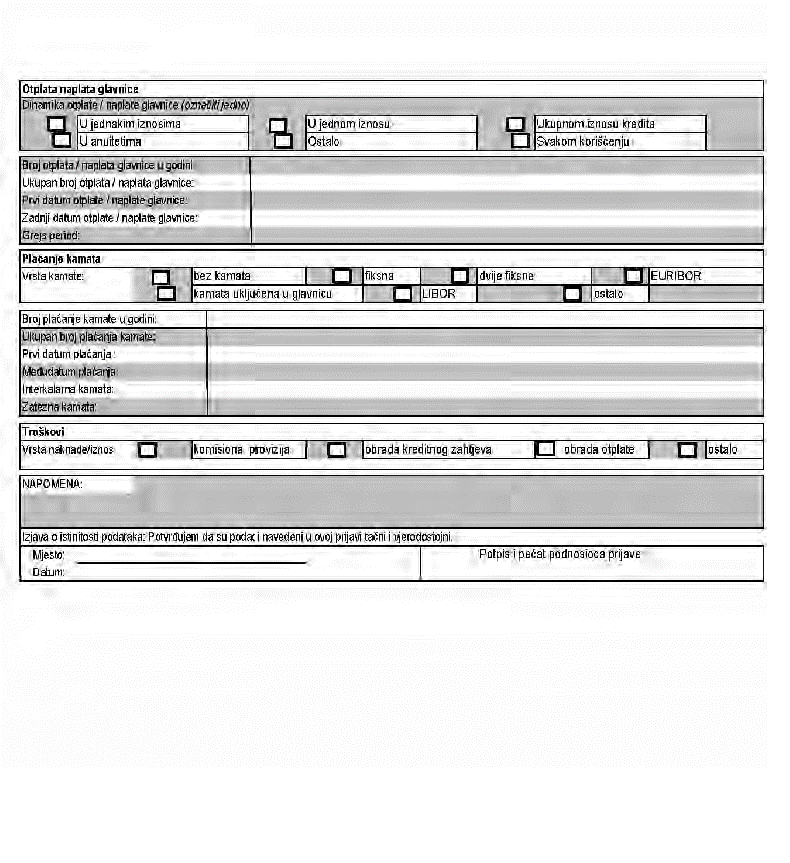 Otplata naplata glavnice
Dinamika otplate / naplate glavnice (označiti jedno)
U jednakim iznosima U jednom iznosu Ukupnom iznosu kredita
U anuitetima Ostalo Svakom korišćenju
Broj otplata / naplata glavnice u godini:
Ukupan broj otplata / naplata glavnice:
Prvi datum otplate / naplate glavnice:
Zadnji datum otplate / naplate glavnice:
Grejs period:
Plaćanje kamata
Vrsta kamate: bez kamata fiksna dvije fiksne EURIBOR
kamata uključena u glavnicu LIBOR ostalo
Broj plaćanje kamate u godini:
Ukupan broj plaćanja kamate:
Prvi datum plaćanja :
Međudatum plaćanja:
Interkalarna kamata:
Zatezna kamata:
Troškovi
Vrsta naknade/iznos komisiona provizija obrada kreditnog zahtjeva obrada otplate ostalo
NAPOMENA:
Izjava o istinitosti podataka: Potvrđujem da su podaci navedeni u ovoj prijavi tačni i vjerodostojni.
Mjesto: Potpis i pečat podnosioca prijave
Datum: